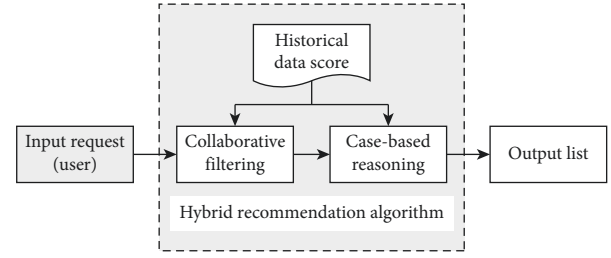 Historical
data score
Input request
(user)
Collaborative
filtering
Case-based
reasoning
Output list
Hybrid recommendation algorithm